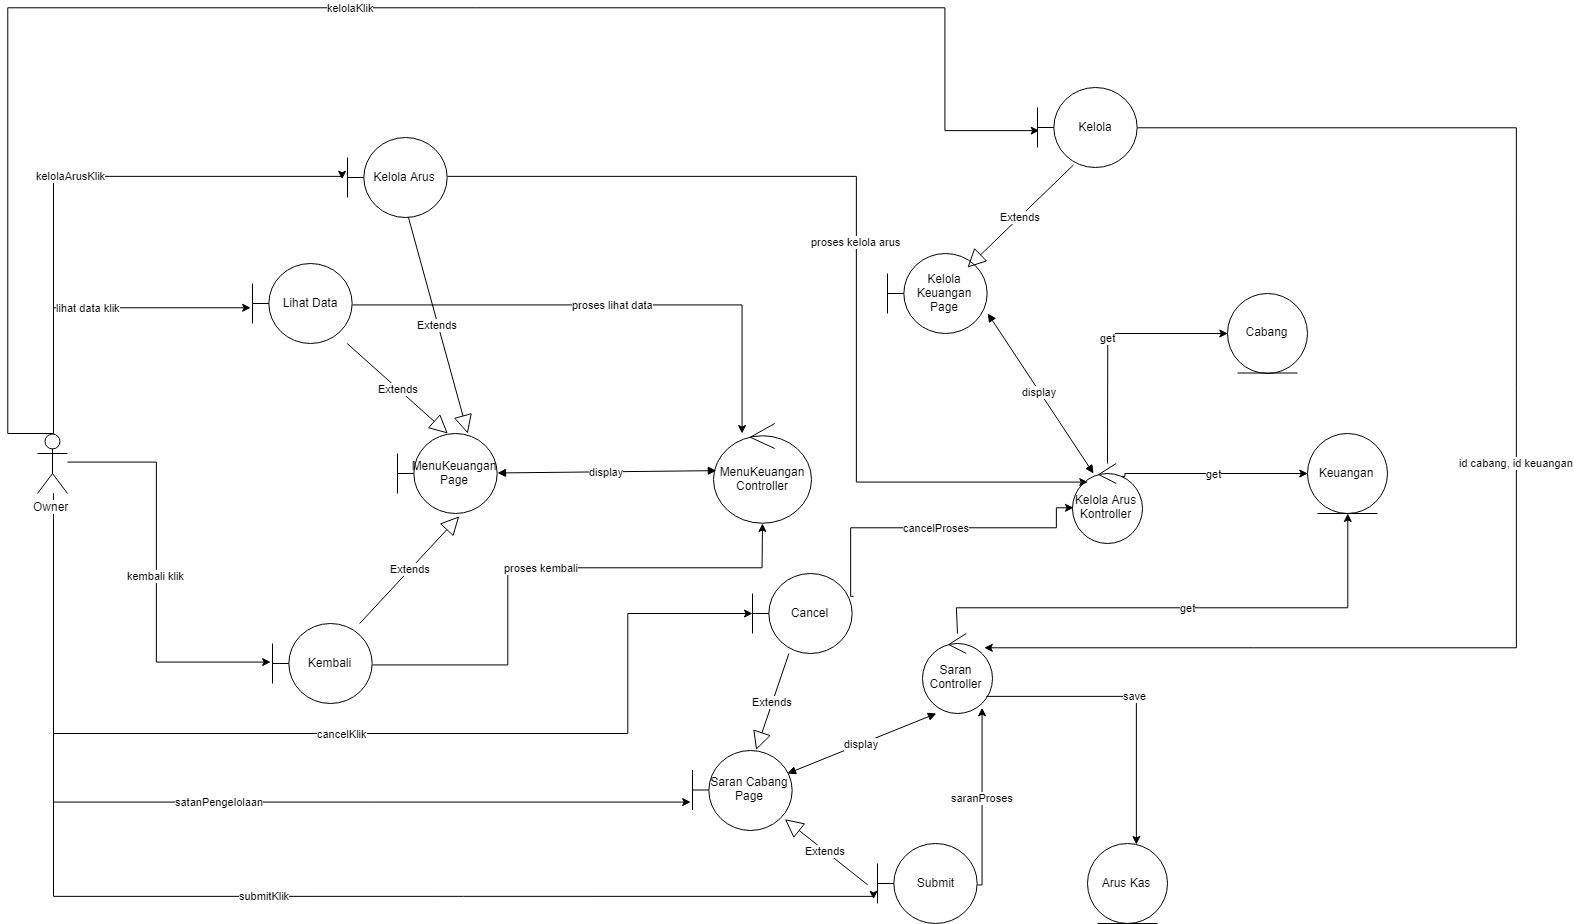 kelolaKlik
Kelola
kelolaArusKlik
Kelola Arus
Extends
proses kelola arus
Kelola
Keuangan
Page
lihat data klik
Lihat Data
proses lihat data
Extends
get
Cabang
Extends
display
MenuKeuangan
Page
display
MenuKeuangan
Controller
id cabang, id keuangan
get
Keuangan
Owner
Kelola Arus
Kontroller
cancelProses
kembali klik
Extends
proses kembali
Cancel
get
Kembali
Saran
Controller
save
Extends
cancelKlik
display
Saran Cabang
Page
satanPengelolaan
saranProses
Extends
Submit
Arus Kas
submitKlik